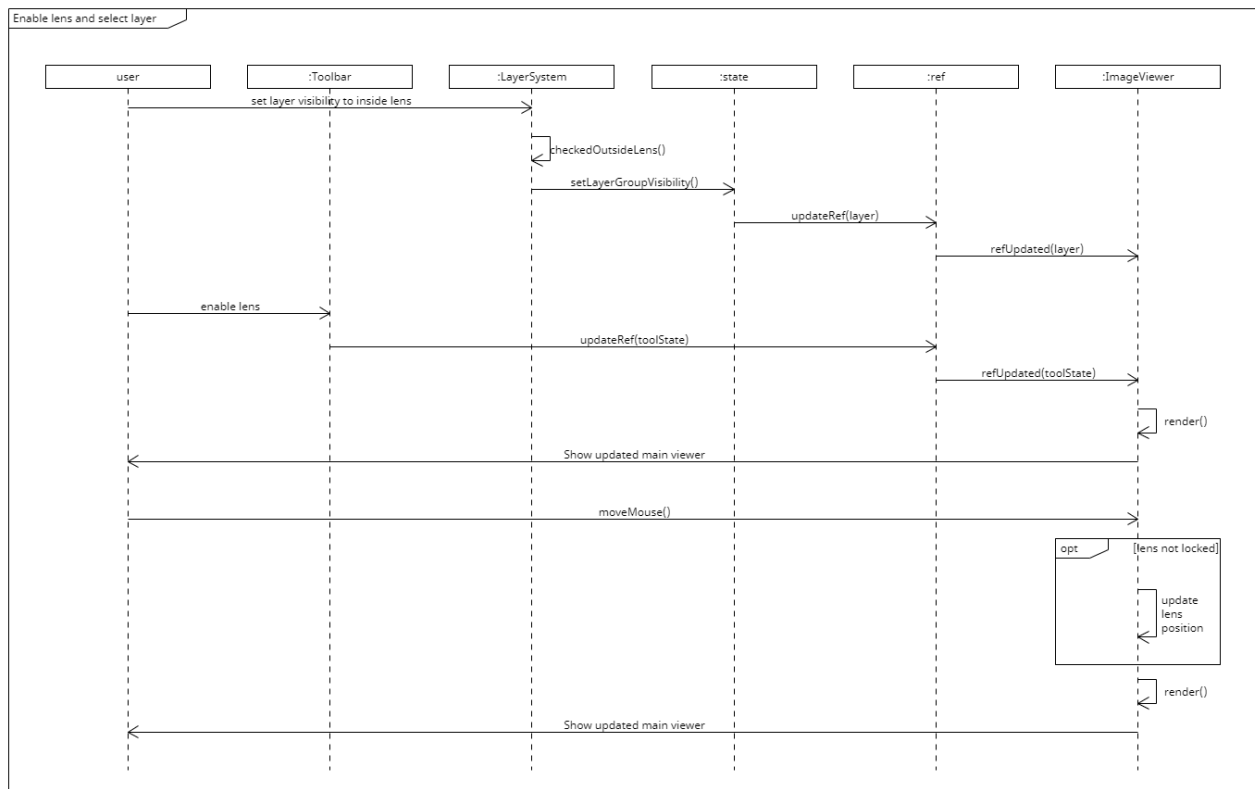 Enable lens and select layer
user
:Toolbar
:LayerSystem
:state
:ref
:ImageViewer
set layer visibility to inside lens
checkedOutsideLens()
setLayerGroupVisibility()
updateRef(layer)
refUpdated(layer)
enable lens
updateRef(toolState)
refUpdated(toolState)
render()
Show updated main viewer
moveMouse()
opt
[lens not locked]
update
lens
position
render()
Show updated main viewer